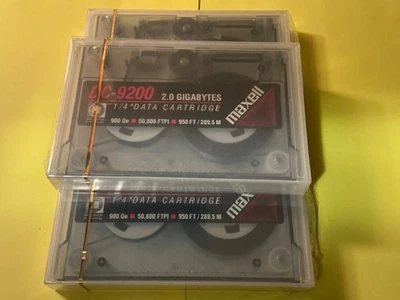 DC-9200 2.0 GIGABYTES
1/4" DATA CARTRIDGE
900 Oe ■ 50,800 FTPI ■ 950 FT / 289.5 M
maxell
1/4" DATA CARTRIDGE
900 Oe ■ 50,800 FTPI ■ 950 FT / 289.5 M
maxell